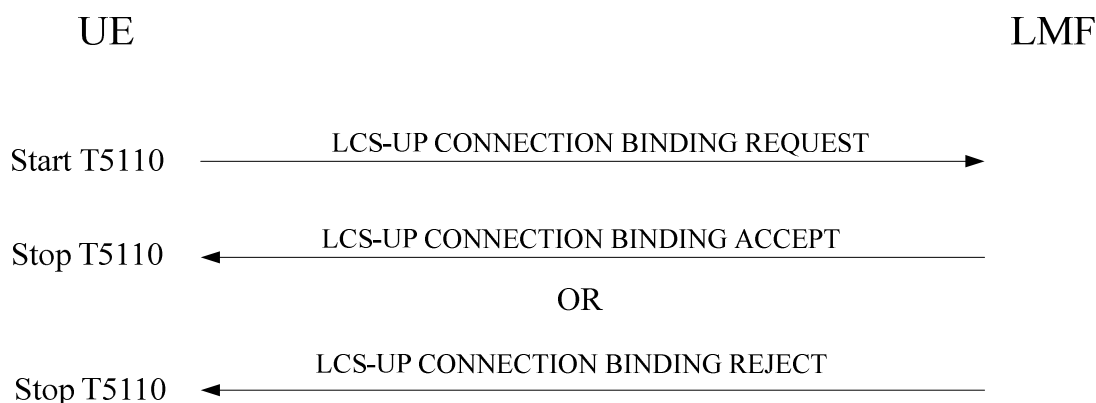 UE LMF
LCS-UP CONNECTION BINDING REQUEST
Start T5110
LCS-UP CONNECTION BINDING ACCEPT
Stop T5110
OR
LCS-UP CONNECTION BINDING REJECT
Stop T5110